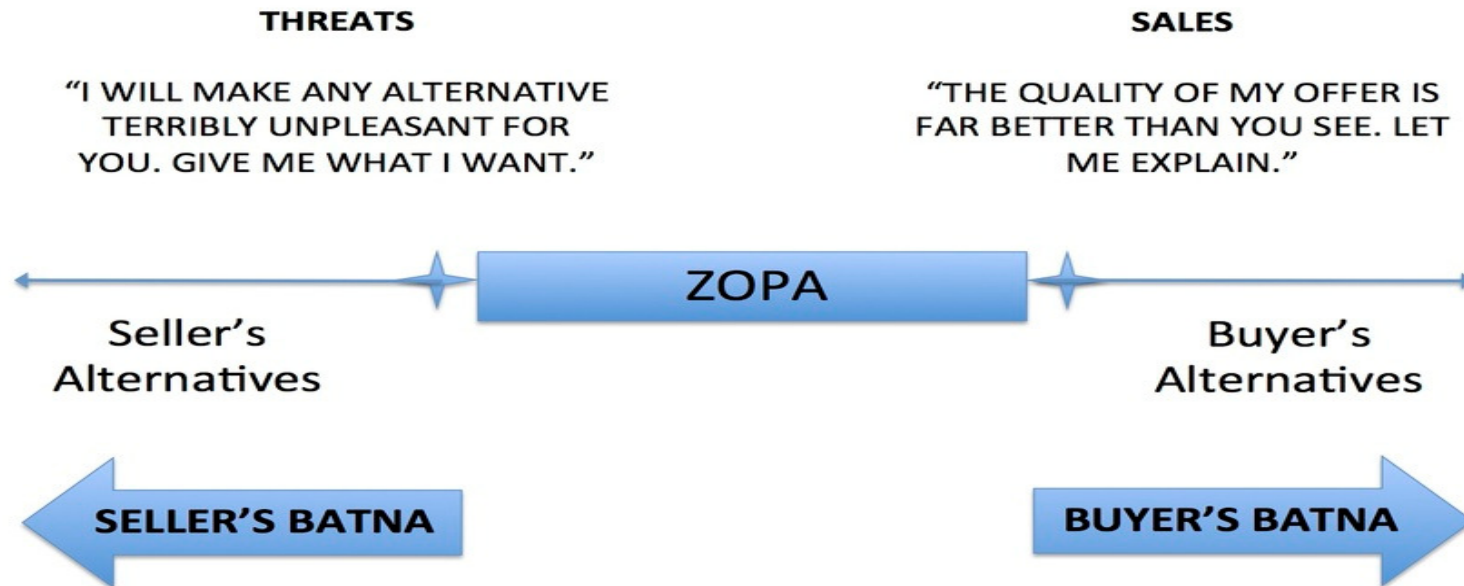 THREATS
“I WILL MAKE ANY ALTERNATIVE
TERRIBLY UNPLEASANT FOR
YOU. GIVE ME WHAT I WANT.”
SALES
“THE QUALITY OF MY OFFER IS
FAR BETTER THAN YOU SEE. LET
ME EXPLAIN.”
ZOPA
Seller’s
Alternatives
Buyer’s
Alternatives
SELLER’S BATNA
BUYER’S BATNA